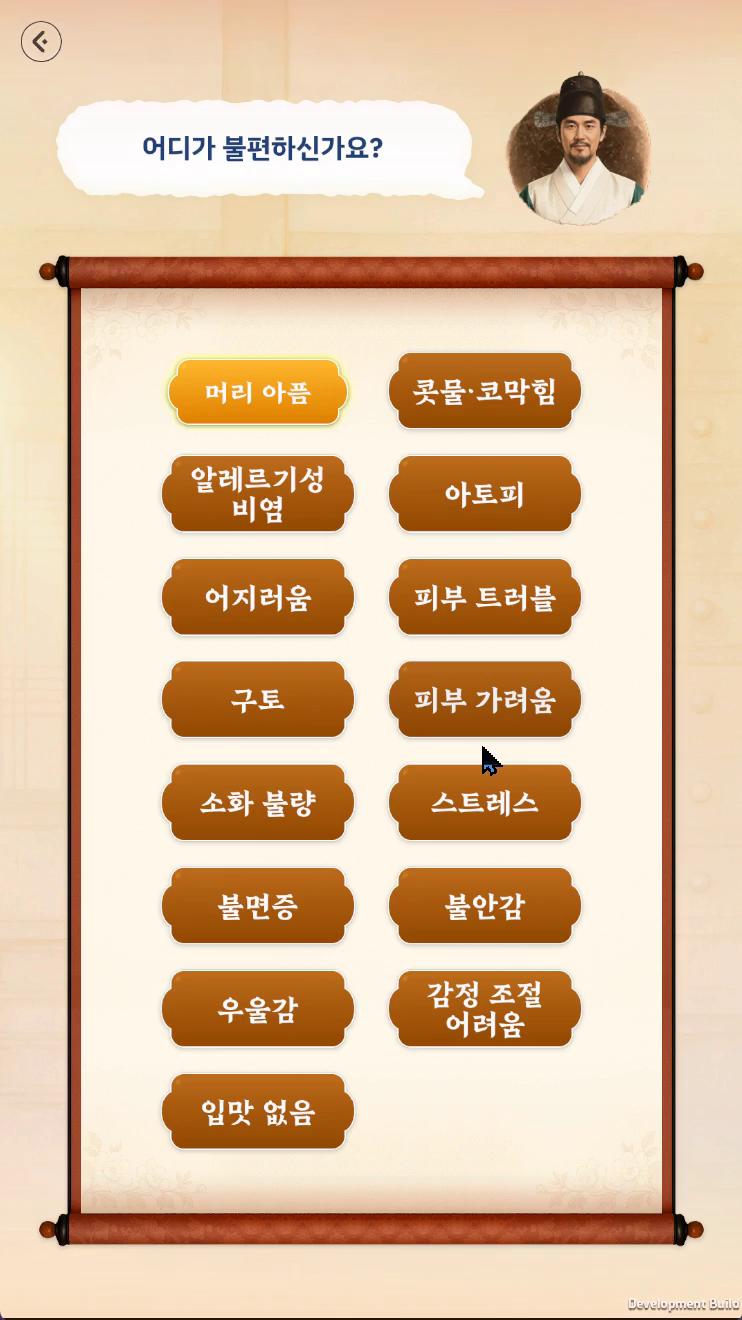 어디가 불편하신가요?
머리 아픔
콧물·코막힘
알레르기성
비염
아토피
어지러움
피부 트러블
구토
피부 가려움
소화 불량
스트레스
불면증
불안감
우울감
감정 조절
어려움
입맛 없음
Development Build